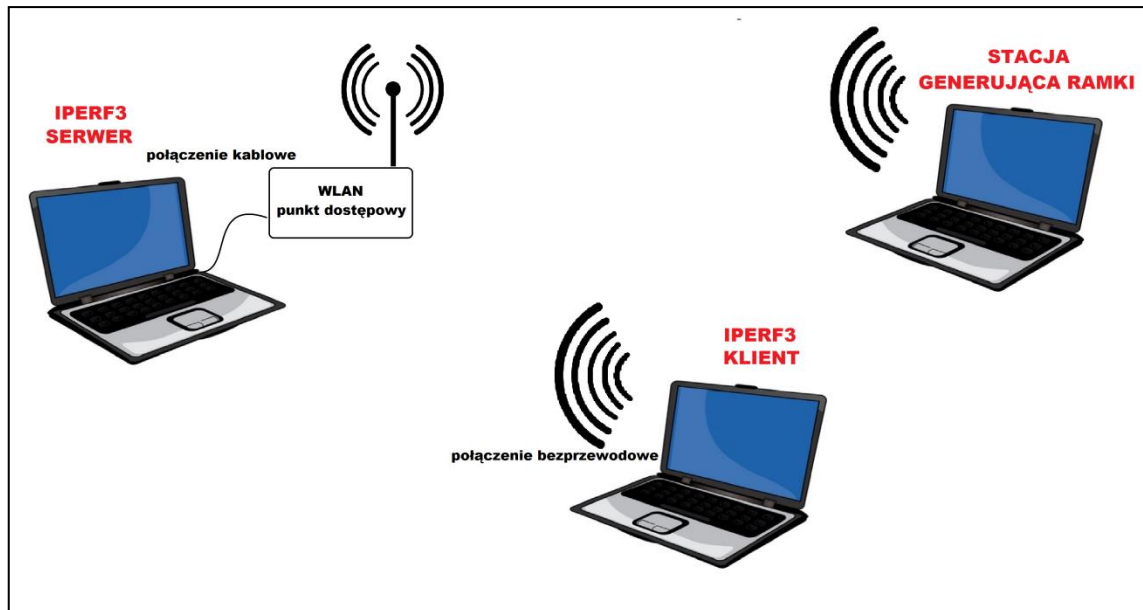 IPERF3
SERWER
połączenie kablowe
WLAN
punkt dostępowy
STACJA
GENERUJĄCA RAMKI
IPERF3
KLIENT
połączenie bezprzewodowe